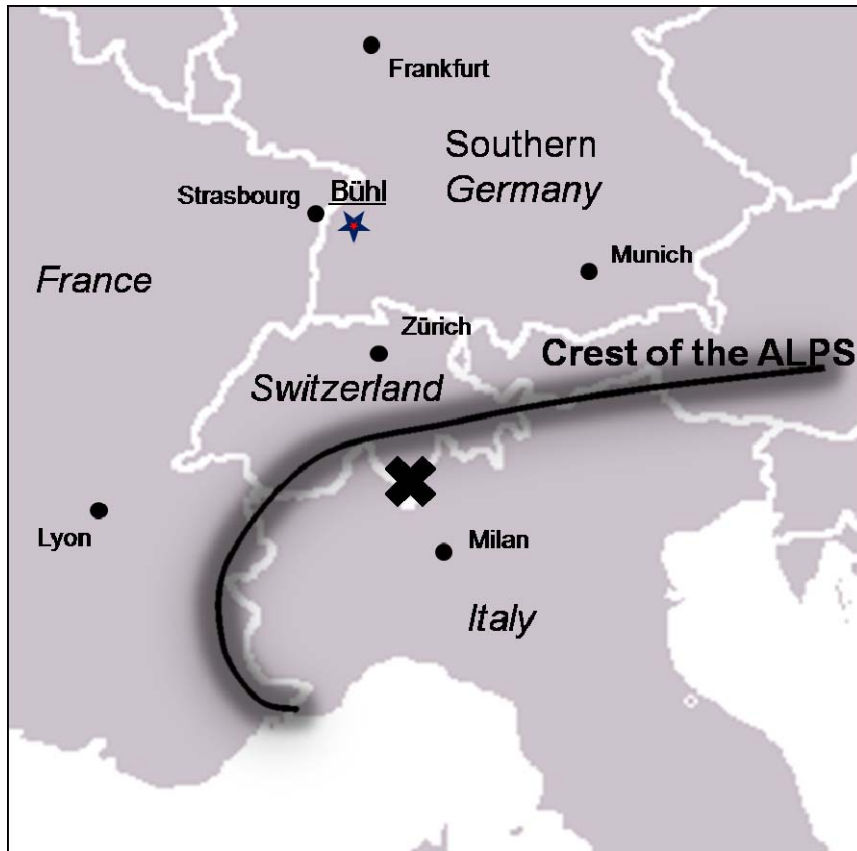 Frankfurt
Southern
Germany
Strasbourg
Bühl
Munich
France
Zürich
Crest of the ALPS
Switzerland
Lyon
Milan
Italy